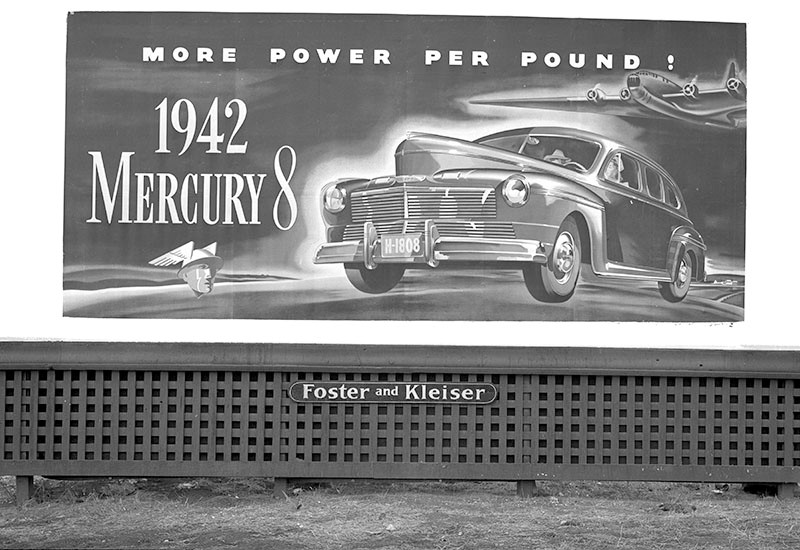 MORE POWER PER POUND!
1942
MERCURY 8
H-1808
Foster and Kleiser